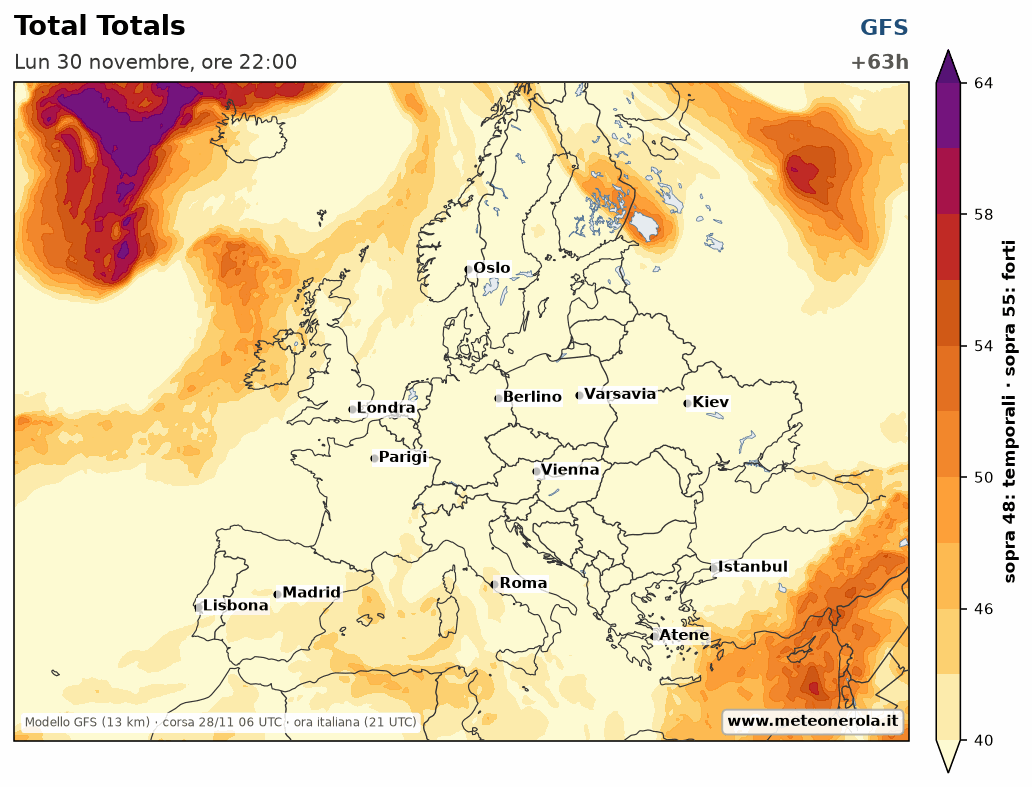 Total Totals
GFS
Lun 30 novembre, ore 22:00
+63h
64
58
54
50
46
40
sopra 48: temporali · sopra 55: forti
Oslo
Londra
Berlino
Varsavia
Kiev
Parigi
Vienna
Istanbul
Roma
Madrid
Lisbona
Atene
Modello GFS (13 km) · corsa 28/11 06 UTC · ora italiana (21 UTC)
www.meteonerola.it